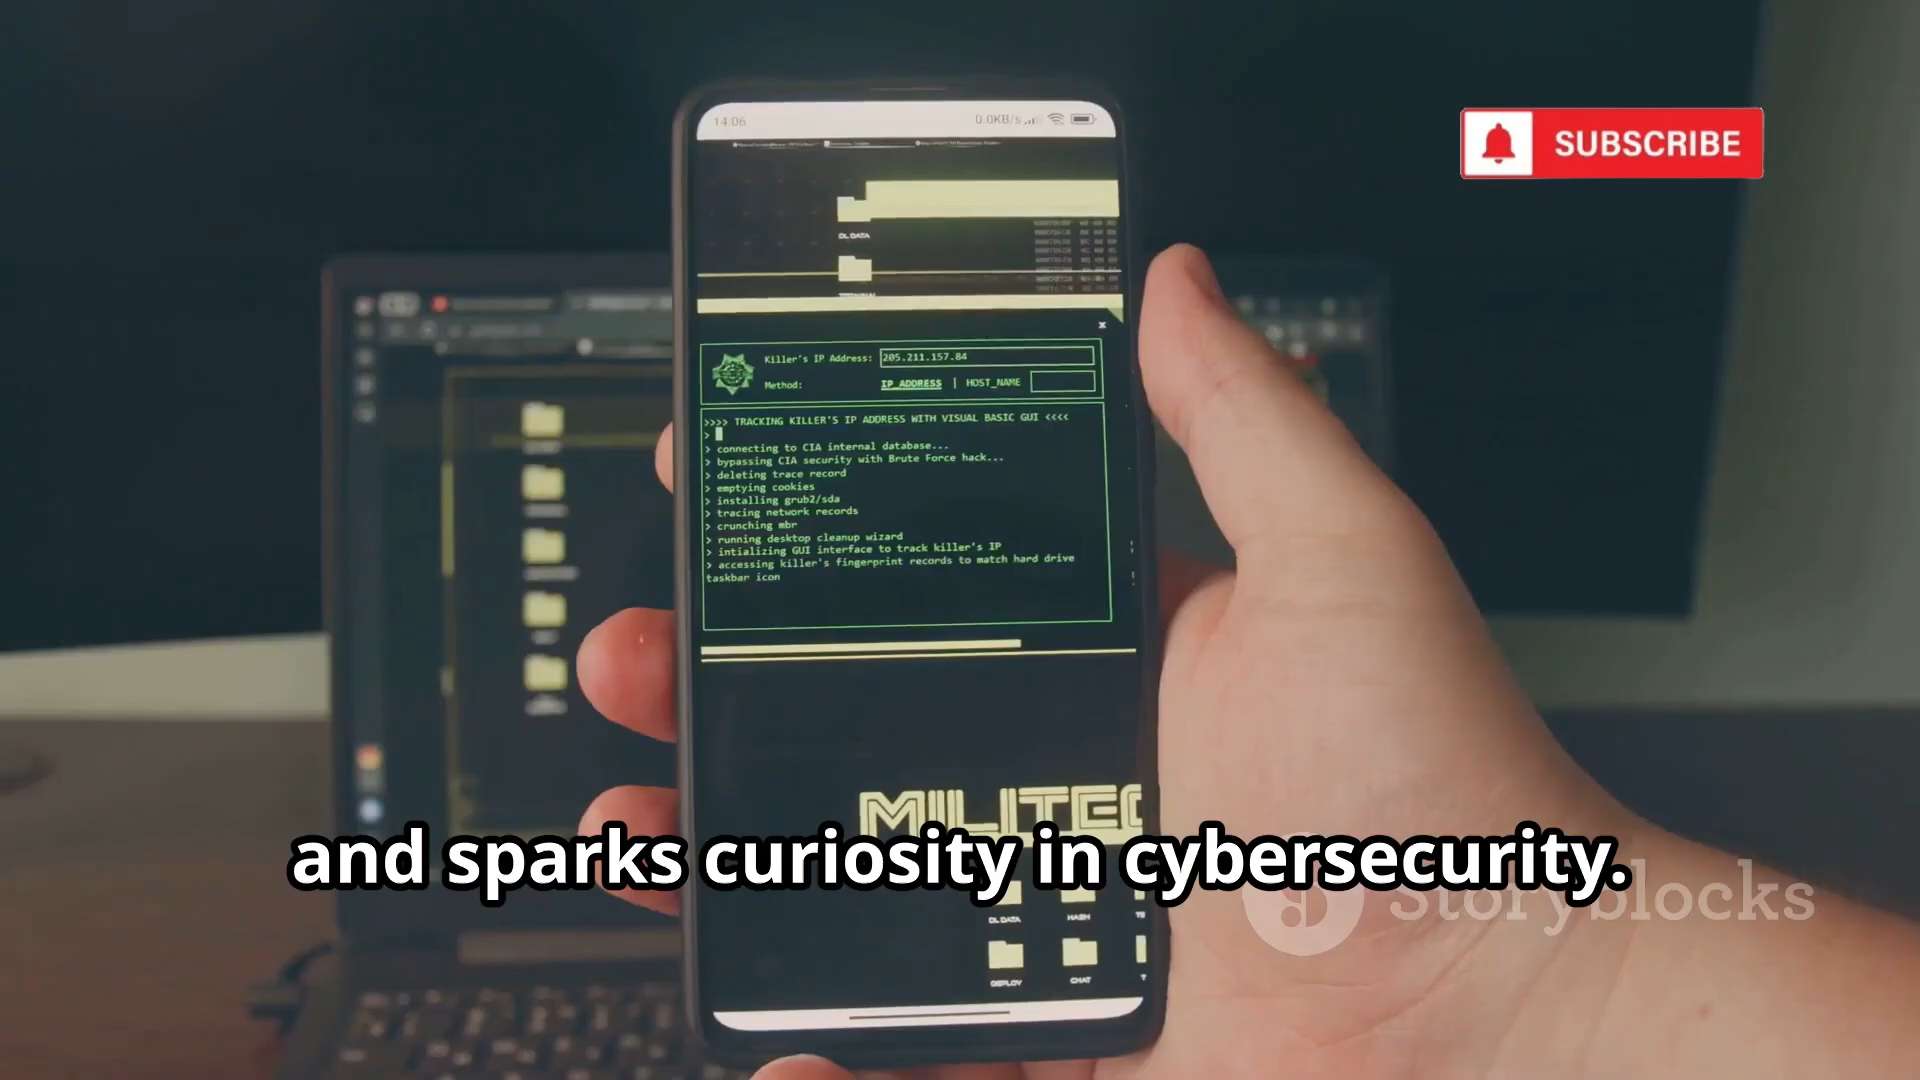 14:06
0.0KB/s
SUBSCRIBE
DL DATA
Killer's IP Address: 205.211.157.84
Method: IP_ADDRESS | HOST_NAME
>>>> TRACKING KILLER'S IP ADDRESS WITH VISUAL BASIC GUI <<<<
>
> connecting to CIA internal database...
> bypassing CIA security with Brute Force hack...
> deleting trace record
> emptying cookies
> installing grub2/sda
> tracing network records
> crunching mbr
> running desktop cleanup wizard
> intializing GUI interface to track killer's IP
> accessing killer's fingerprint records to match hard drive
taskbar icon
MILITEC
and sparks curiosity in cybersecurity.
Storyblocks
DL DATA HASH
DEPLOY CHAT